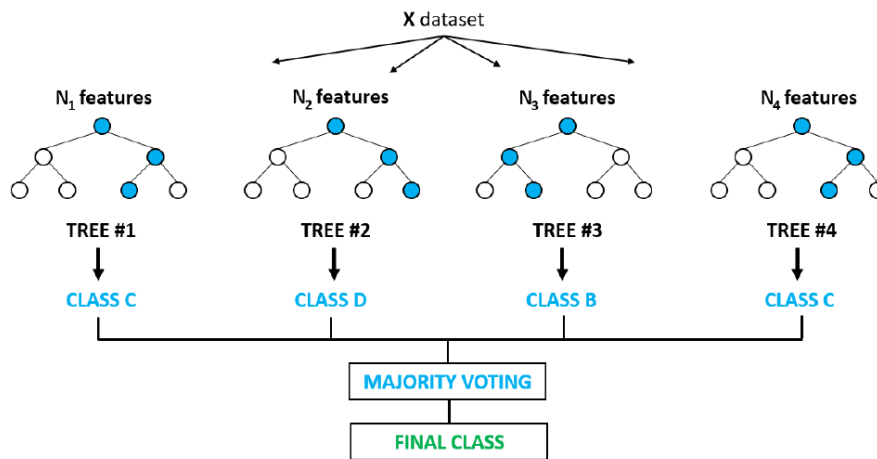 X dataset
N₁ features
N₂ features
N₃ features
N₄ features
TREE #1
TREE #2
TREE #3
TREE #4
CLASS C
CLASS D
CLASS B
CLASS C
MAJORITY VOTING
FINAL CLASS